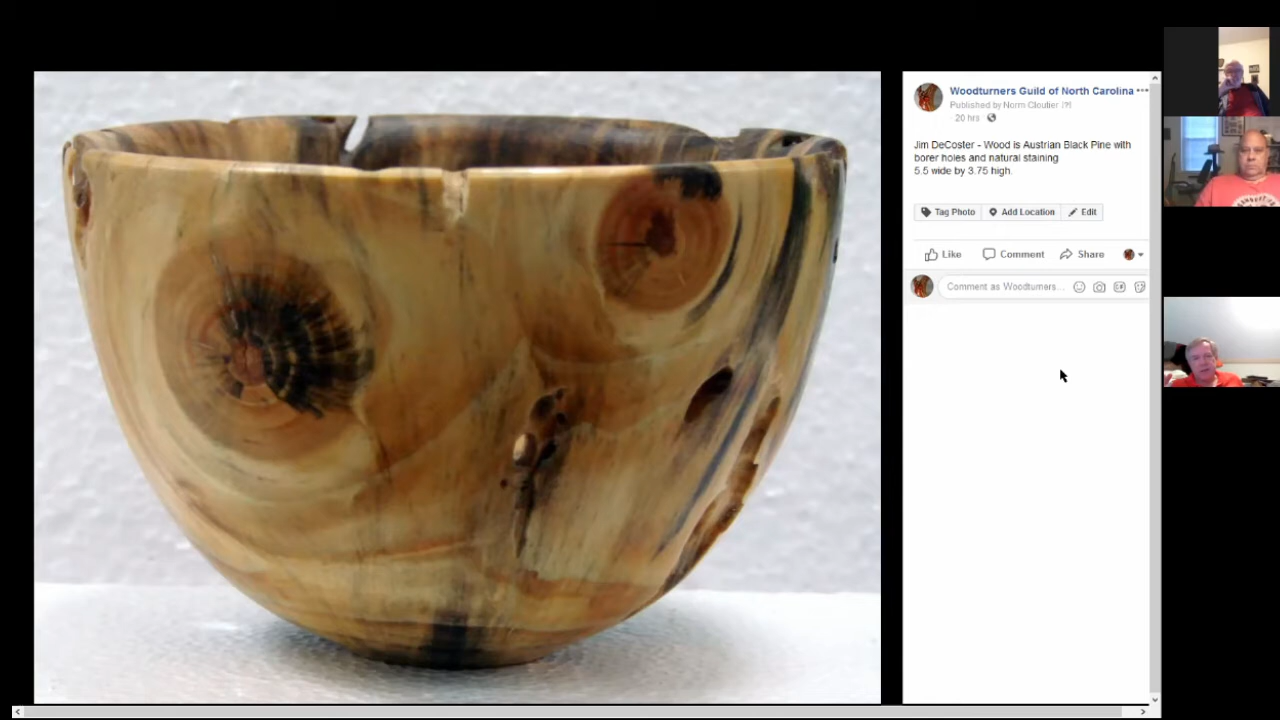 Woodturners Guild of North Carolina
Published by Norm Cloutier [?]
· 20 hrs ·
Jim DeCoster - Wood is Austrian Black Pine with
borer holes and natural staining
5.5 wide by 3.75 high.
Tag Photo
Add Location
Edit
Like
Comment
Share
Comment as Woodturners...